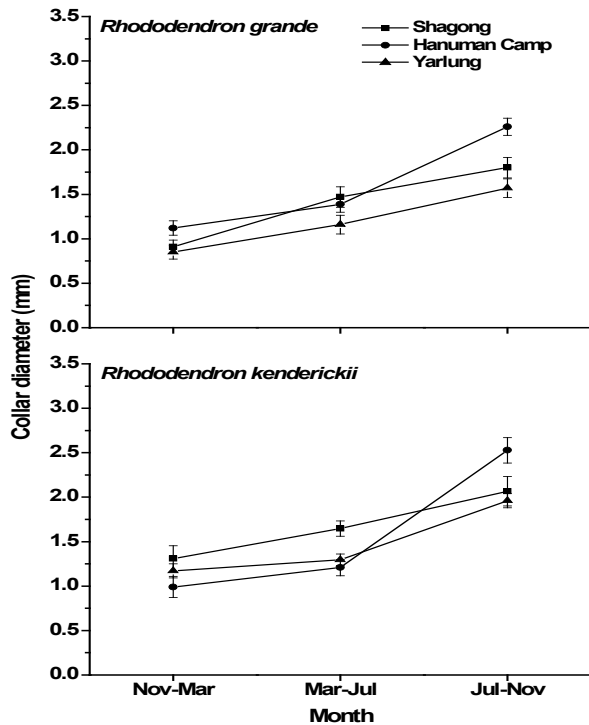 Rhododendron grande
Shagong
Hanuman Camp
Yarlung
3.5
3.0
2.5
2.0
1.5
1.0
0.5
0.0
Collar diameter (mm)
Rhododendron kenderickii
3.5
3.0
2.5
2.0
1.5
1.0
0.5
0.0
Nov-Mar Mar-Jul Jul-Nov
Month